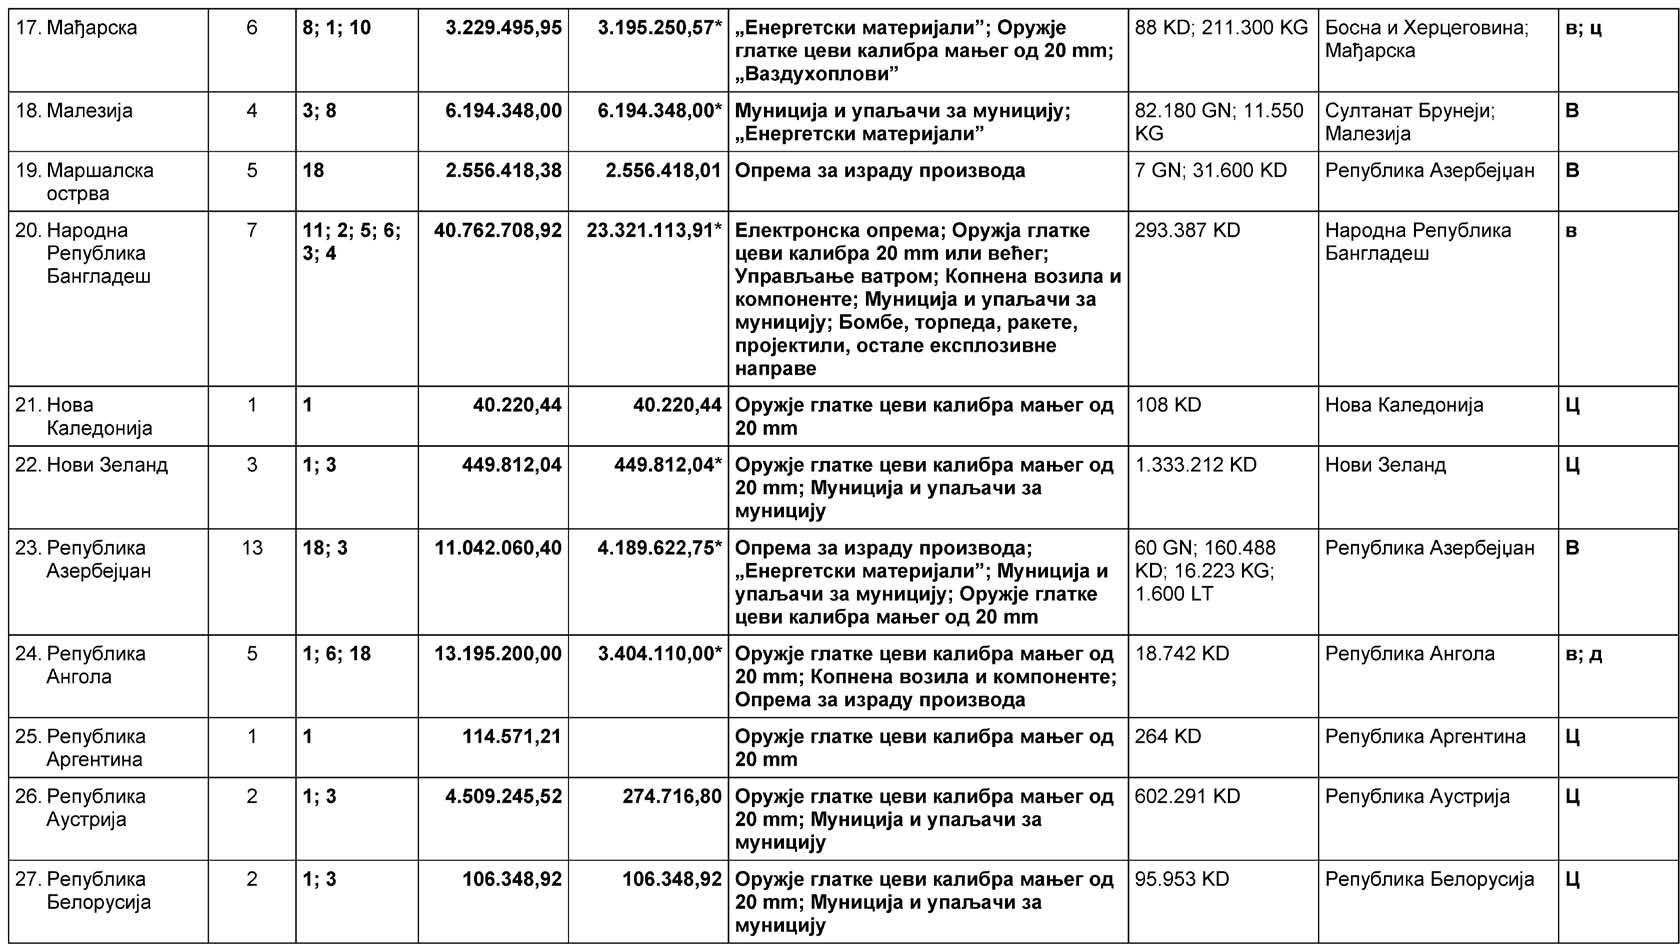 17. Мађарска 6 8; 1; 10 3.229.495,95 3.195.250,57* „Енергетски материјали”; Оружје 88 KD; 211.300 KG Босна и Херцеговина; в; ц
глатке цеви калибра мањег од 20 mm; Мађарска
„Ваздухоплови”
18. Малезија 4 3; 8 6.194.348,00 6.194.348,00* Муниција и упаљачи за муницију; 82.180 GN; 11.550 Султанат Брунеји; В
„Енергетски материјали” KG Малезија
19. Маршалска 5 18 2.556.418,38 2.556.418,01 Опрема за израду производа 7 GN; 31.600 KD Република Азербејџан В
острва
20. Народна 7 11; 2; 5; 6; 40.762.708,92 23.321.113,91* Електронска опрема; Оружја глатке 293.387 KD Народна Република в
Република 3; 4 цеви калибра 20 mm или већег; Бангладеш
Бангладеш Управљање ватром; Копнена возила и
компоненте; Муниција и упаљачи за
муницију; Бомбе, торпеда, ракете,
пројектили, остале експлозивне
направе
21. Нова 1 1 40.220,44 40.220,44 Оружје глатке цеви калибра мањег од 108 KD Нова Каледонија Ц
Каледонија 20 mm
22. Нови Зеланд 3 1; 3 449.812,04 449.812,04* Оружје глатке цеви калибра мањег од 1.333.212 KD Нови Зеланд Ц
20 mm; Муниција и упаљачи за
муницију
23. Република 13 18; 3 11.042.060,40 4.189.622,75* Опрема за израду производа; 60 GN; 160.488 Република Азербејџан В
Азербејџан „Енергетски материјали”; Муниција и KD; 16.223 KG;
упаљачи за муницију; Оружје глатке 1.600 LT
цеви калибра мањег од 20 mm
24. Република 5 1; 6; 18 13.195.200,00 3.404.110,00* Оружје глатке цеви калибра мањег од 18.742 KD Република Ангола в; д
Ангола 20 mm; Копнена возила и компоненте;
Опрема за израду производа
25. Република 1 1 114.571,21 Оружје глатке цеви калибра мањег од 264 KD Република Аргентина Ц
Аргентина 20 mm
26. Република 2 1; 3 4.509.245,52 274.716,80 Оружје глатке цеви калибра мањег од 602.291 KD Република Аустрија Ц
Аустрија 20 mm; Муниција и упаљачи за
муницију
27. Република 2 1; 3 106.348,92 106.348,92 Оружје глатке цеви калибра мањег од 95.953 KD Република Белорусија Ц
Белорусија 20 mm; Муниција и упаљачи за
муницију